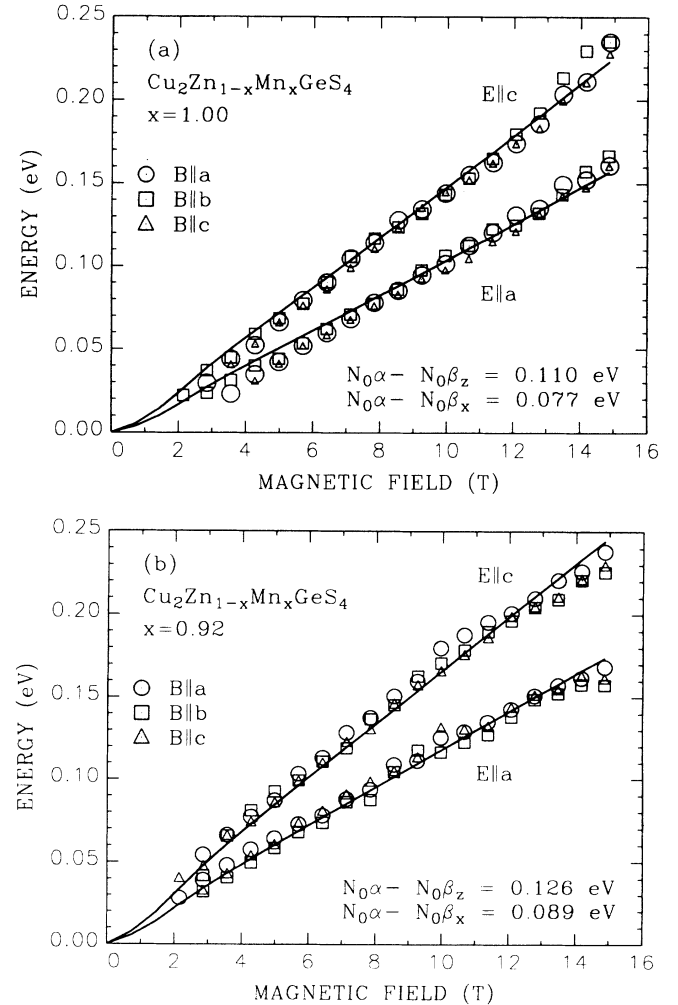 0.25
0.20
0.15
0.10
0.05
0.00
ENERGY (eV)
(a)
Cu₂Zn₁₋ₓMnₓGeS₄
x=1.00
B∥a
B∥b
B∥c
E∥c
E∥a
N₀α− N₀β_z = 0.110 eV
N₀α− N₀βₓ = 0.077 eV
0 2 4 6 8 10 12 14 16
MAGNETIC FIELD (T)
0.25
0.20
0.15
0.10
0.05
0.00
ENERGY (eV)
(b)
Cu₂Zn₁₋ₓMnₓGeS₄
x=0.92
B∥a
B∥b
B∥c
E∥c
E∥a
N₀α− N₀β_z = 0.126 eV
N₀α− N₀βₓ = 0.089 eV
0 2 4 6 8 10 12 14 16
MAGNETIC FIELD (T)